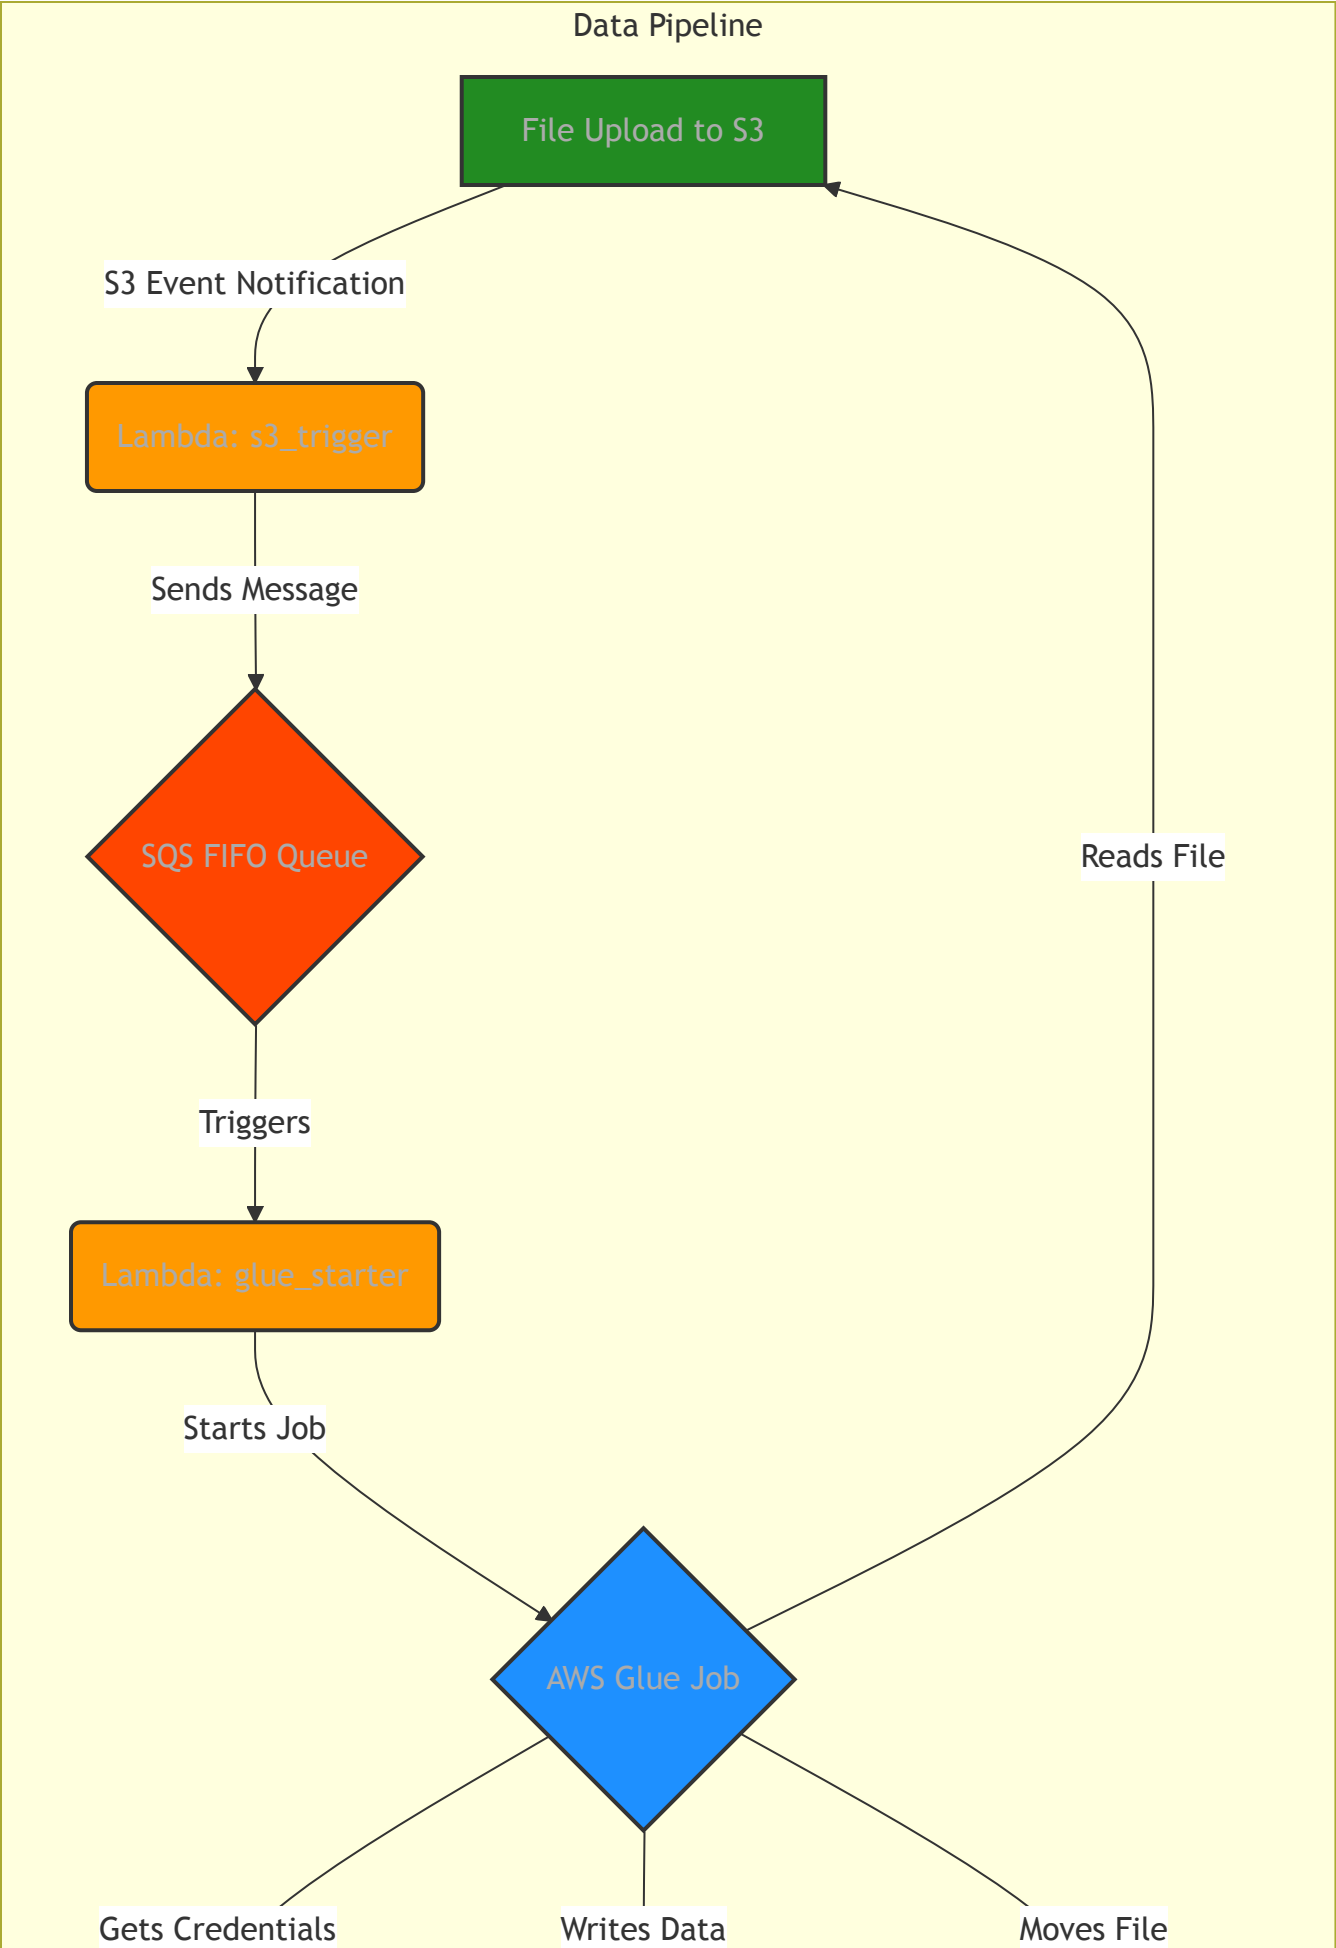 Data Pipeline
File Upload to S3
S3 Event Notification
Lambda: s3_trigger
Sends Message
SQS FIFO Queue
Reads File
Triggers
Lambda: glue_starter
Starts Job
AWS Glue Job
Gets Credentials
Writes Data
Moves File